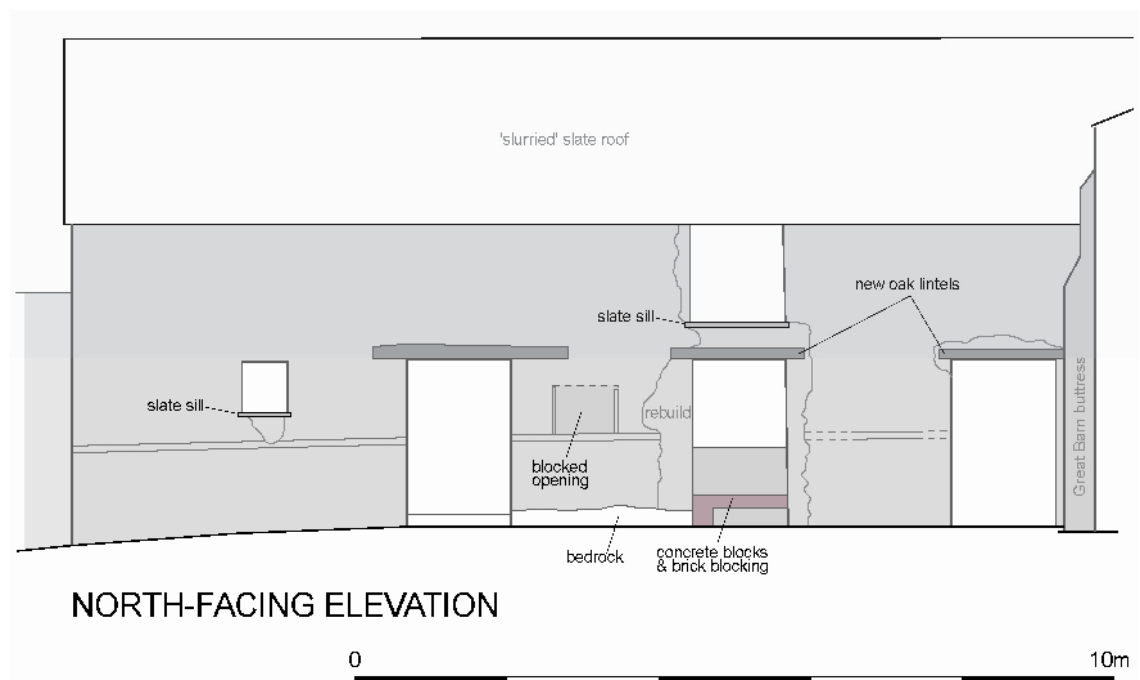 'slurried' slate roof
new oak lintels
slate sill
slate sill
rebuild
Great Barn buttress
blocked
opening
bedrock
concrete blocks
& brick blocking
NORTH-FACING ELEVATION
0
10m